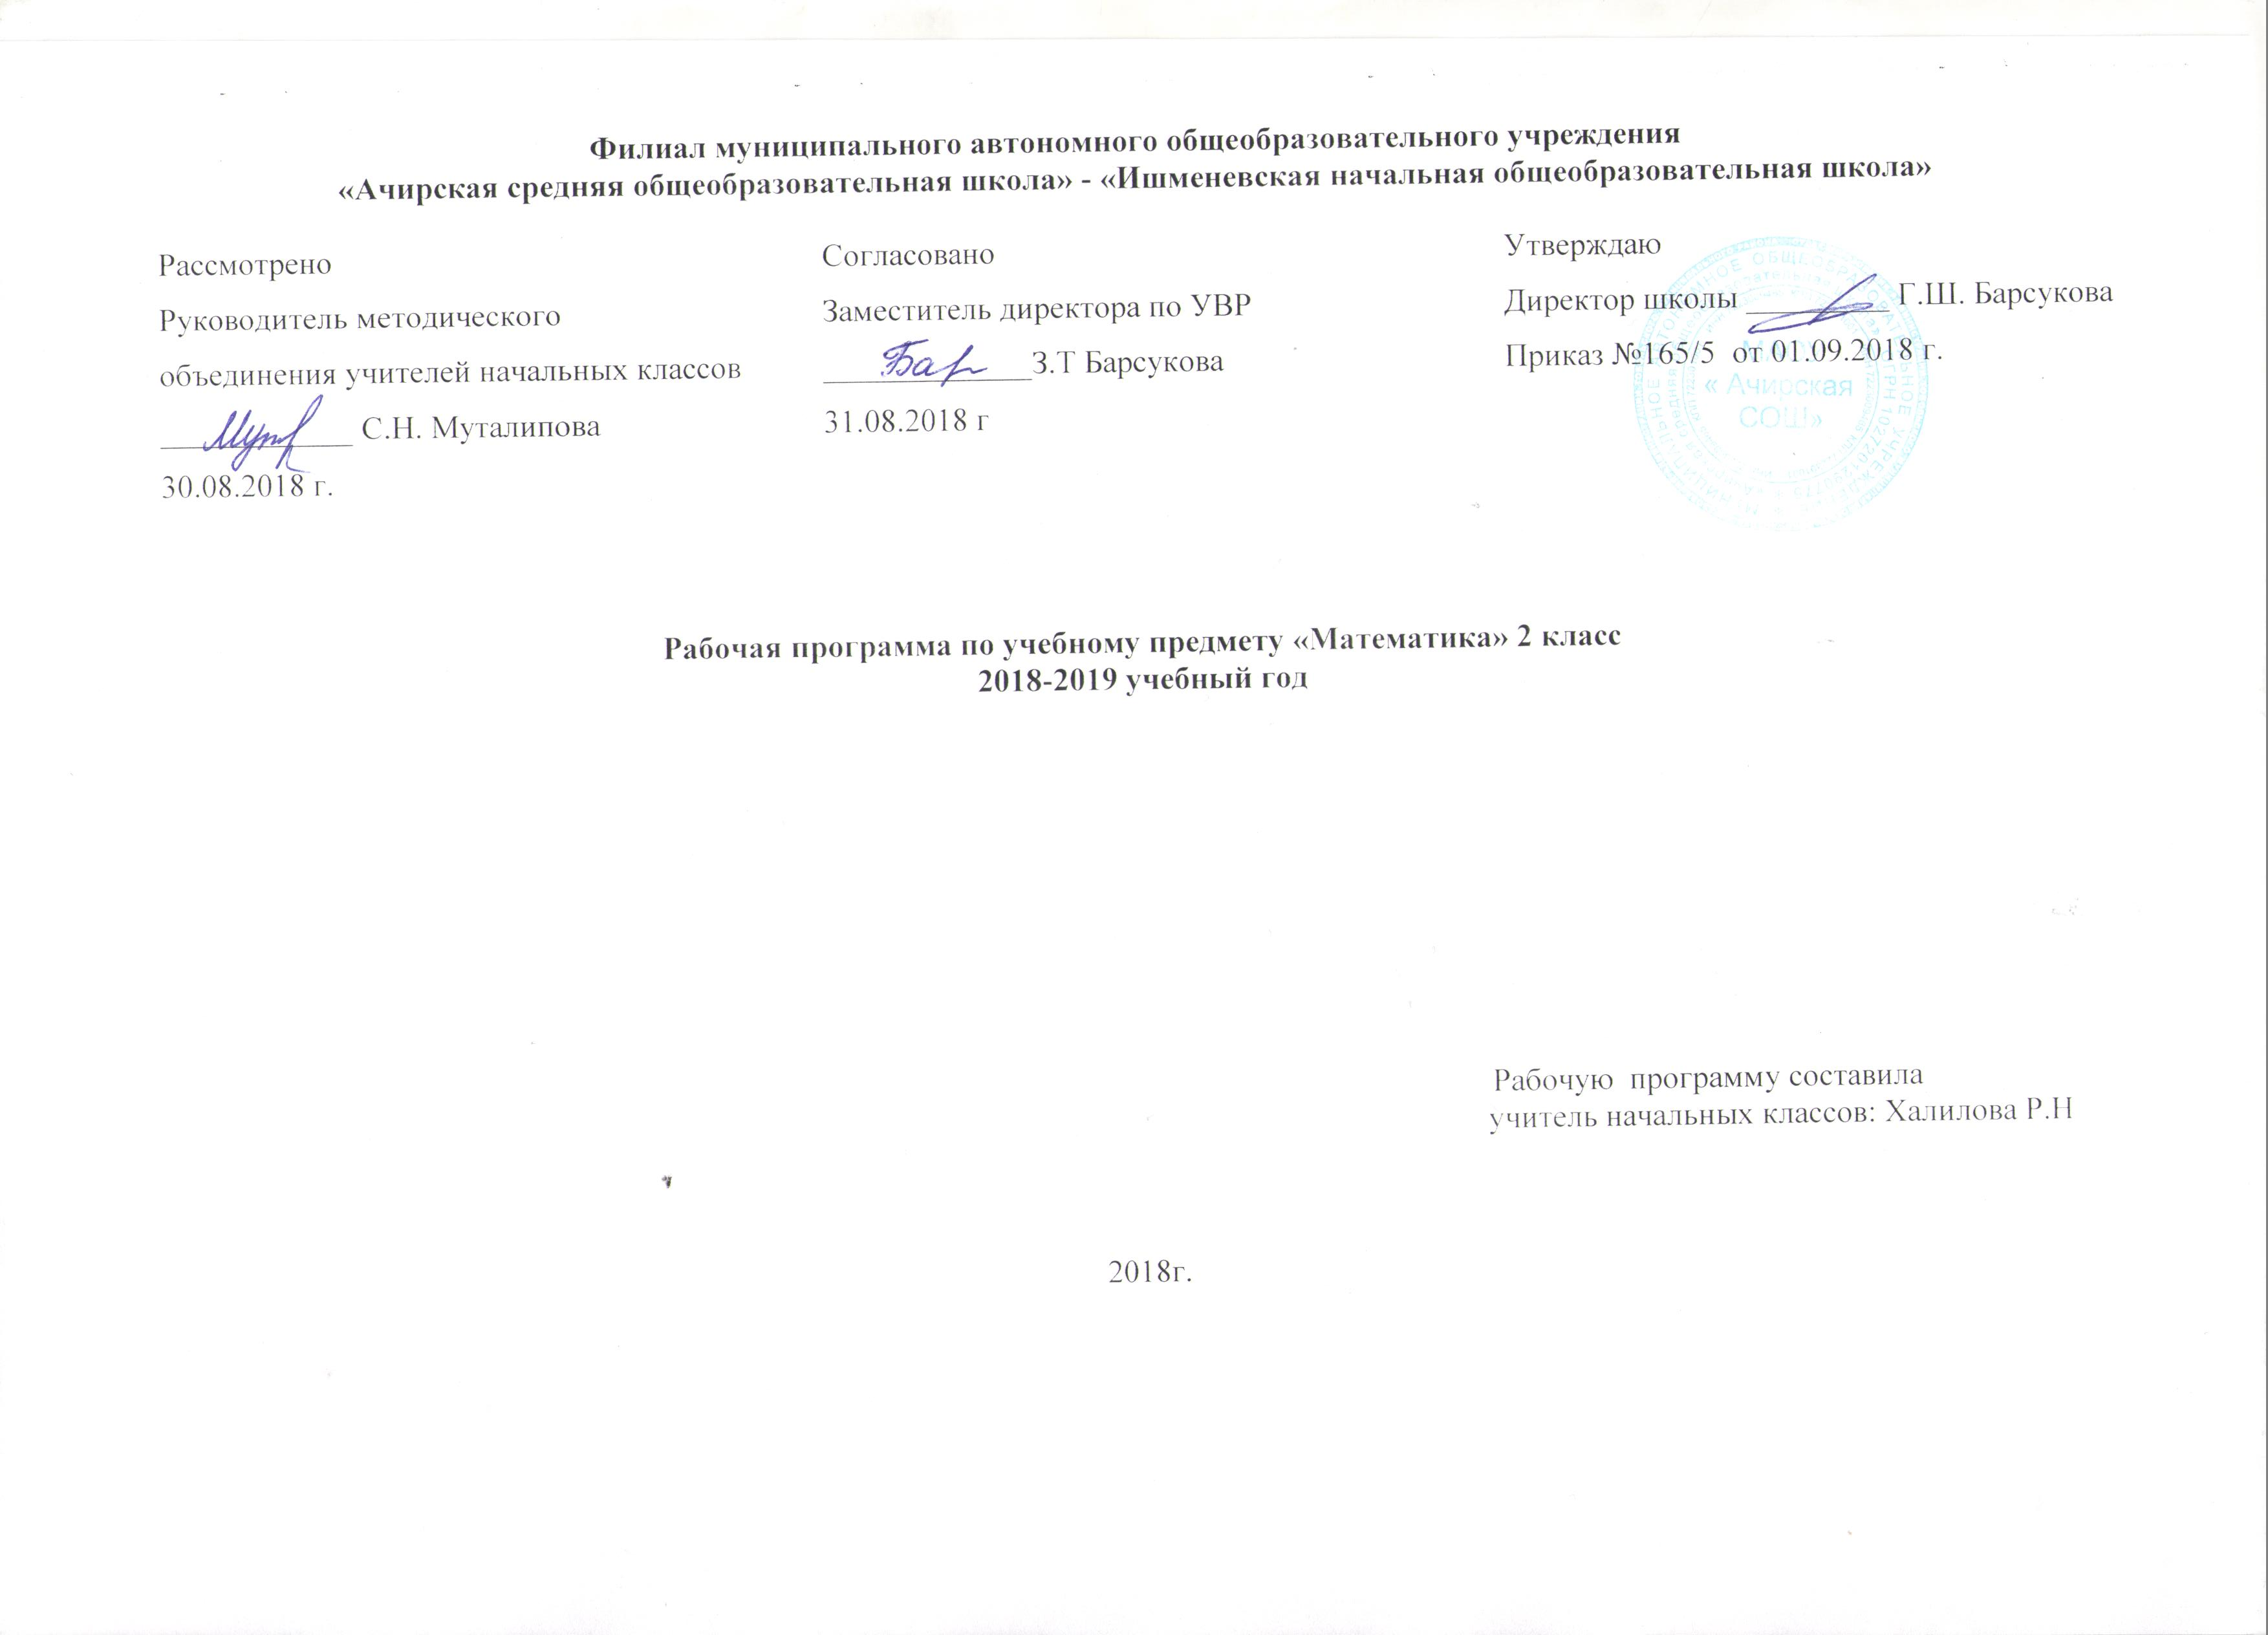 Филиал муниципального автономного общеобразовательного учреждения
«Ачирская средняя общеобразовательная школа» - «Ишменевская начальная общеобразовательная школа»
Рассмотрено
Руководитель методического
объединения учителей начальных классов
____________ С.Н. Муталипова
30.08.2018 г.
Согласовано
Заместитель директора по УВР
_____________З.Т Барсукова
31.08.2018 г
Утверждаю
Директор школы _________ Г.Ш. Барсукова
Приказ №165/5 от 01.09.2018 г.
« Ачирская
СОШ»
Рабочая программа по учебному предмету «Математика» 2 класс
2018-2019 учебный год
Рабочую программу составила
учитель начальных классов: Халилова Р.Н
2018г.